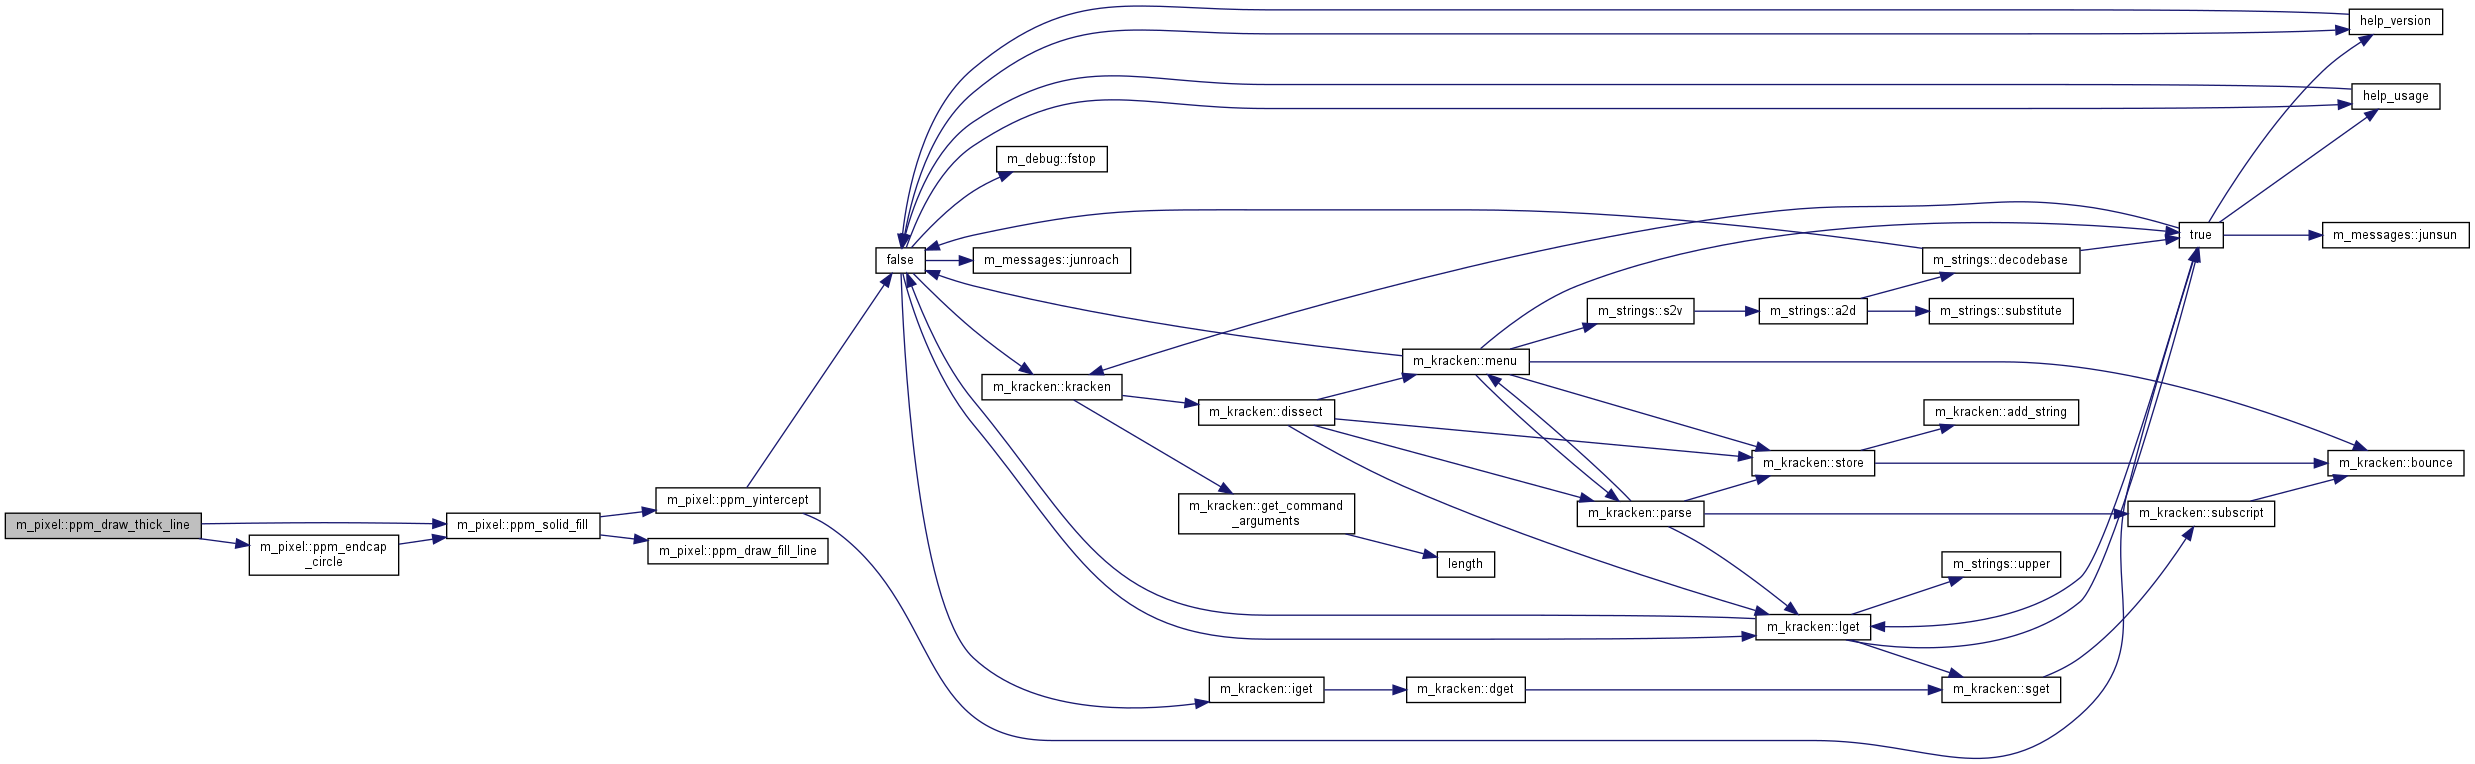 help_version
help_usage
m_debug::fstop
true
m_messages::junsun
false
m_messages::junroach
m_strings::decodebase
m_strings::s2v
m_strings::a2d
m_strings::substitute
m_kracken::menu
m_kracken::kracken
m_kracken::dissect
m_kracken::add_string
m_kracken::store
m_kracken::bounce
m_pixel::ppm_yintercept
m_kracken::get_command
_arguments
m_kracken::parse
m_kracken::subscript
m_pixel::ppm_draw_thick_line
m_pixel::ppm_solid_fill
m_pixel::ppm_endcap
_circle
m_pixel::ppm_draw_fill_line
length
m_strings::upper
m_kracken::lget
m_kracken::iget
m_kracken::dget
m_kracken::sget